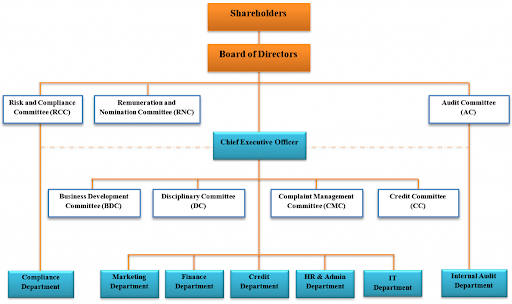 Shareholders
Board of Directors
Risk and Compliance
Committee (RCC)
Remuneration and
Nomination Committee (RNC)
Audit Committee
(AC)
Chief Executive Officer
Business Development
Committee (BDC)
Disciplinary Committee
(DC)
Complaint Management
Committee (CMC)
Credit Committee
(CC)
Compliance
Department
Marketing
Department
Finance
Department
Credit
Department
HR & Admin
Department
IT
Department
Internal Audit
Department